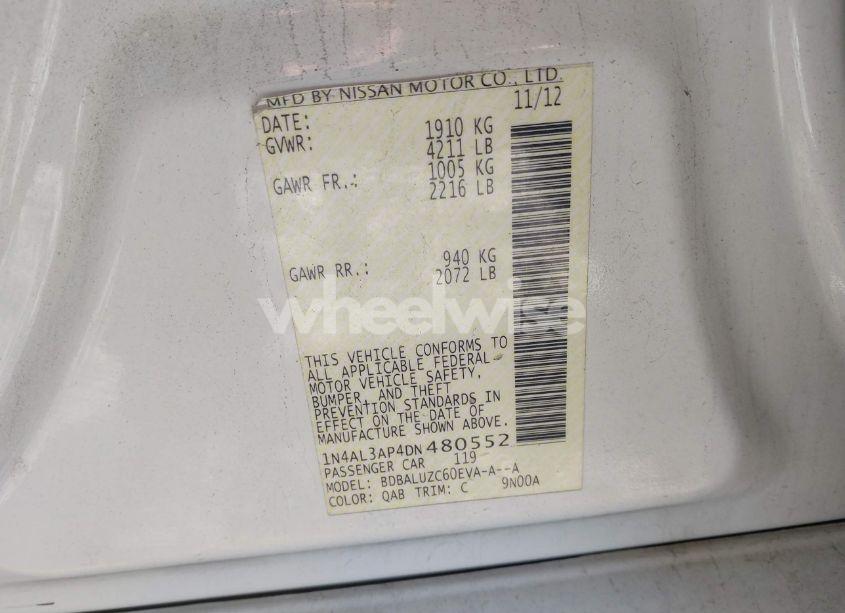 MFD BY NISSAN MOTOR CO., LTD.
DATE: 11/12
GVWR: 1910 KG
4211 LB
GAWR FR.: 1005 KG
2216 LB
GAWR RR.: 940 KG
2072 LB
wheelwise
THIS VEHICLE CONFORMS TO
ALL APPLICABLE FEDERAL
MOTOR VEHICLE SAFETY,
BUMPER, AND THEFT
PREVENTION STANDARDS IN
EFFECT ON THE DATE OF
MANUFACTURE SHOWN ABOVE.
1N4AL3AP4DN480552
PASSENGER CAR 119
MODEL: BDBALUZC60EVA-A--A
COLOR: QAB TRIM: C 9N00A